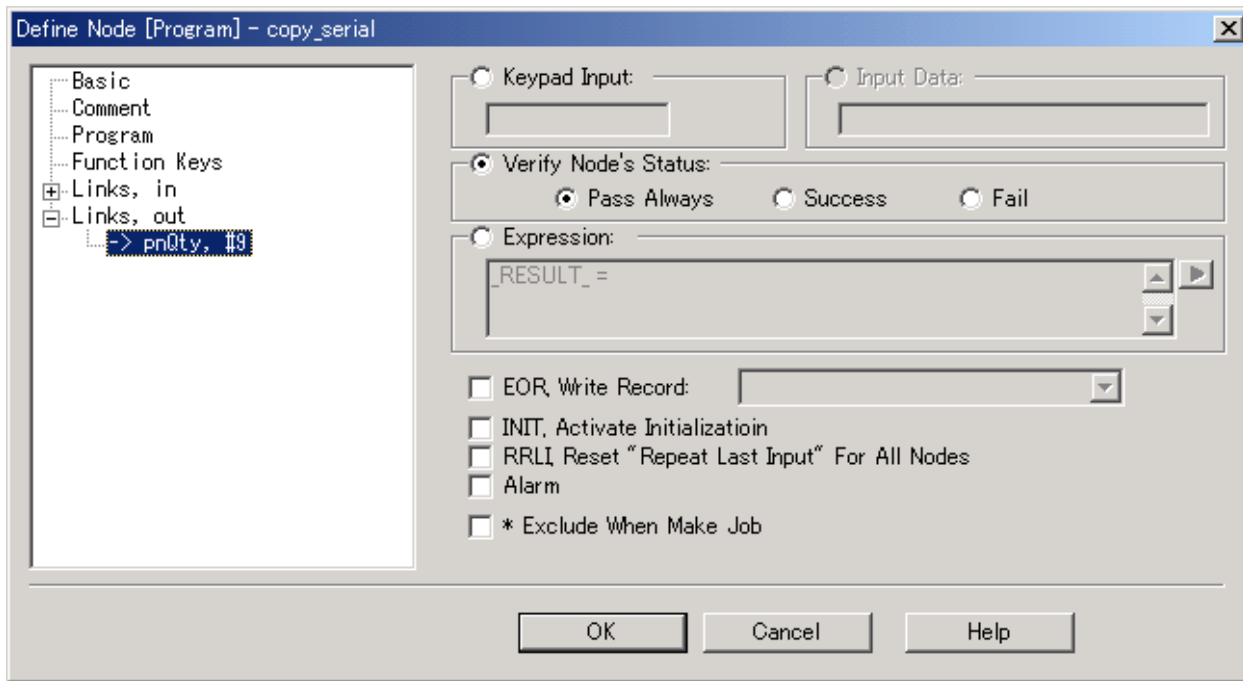 Define Node [Program] - copy_serial
Basic
Comment
Program
Function Keys
Links, in
Links, out
-> pnQty, #9
Keypad Input:
Input Data:
Verify Node's Status:
Pass Always
Success
Fail
Expression:
_RESULT_ =
EOR, Write Record:
INIT, Activate Initializatioin
RRLI, Reset "Repeat Last Input" For All Nodes
Alarm
* Exclude When Make Job
OK
Cancel
Help